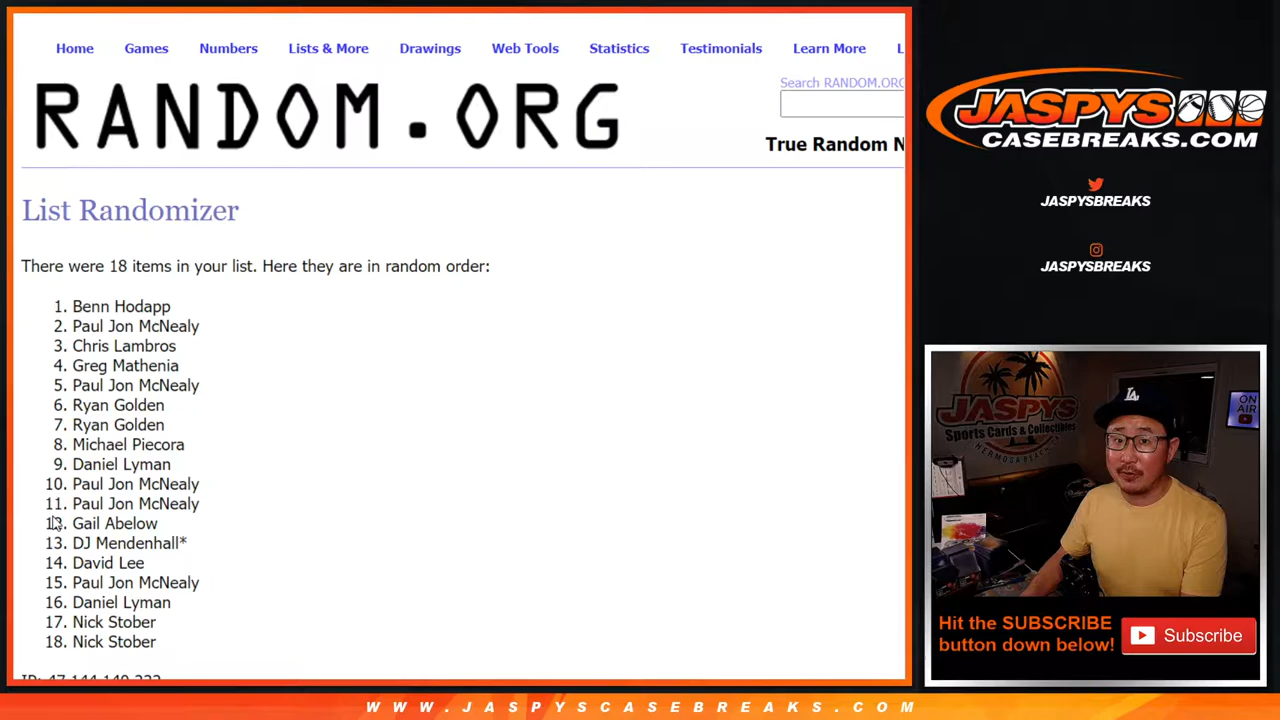 Home Games Numbers Lists & More Drawings Web Tools Statistics Testimonials Learn More L
Search RANDOM.ORG
RANDOM.ORG
True Random N
List Randomizer
There were 18 items in your list. Here they are in random order:
1. Benn Hodapp
2. Paul Jon McNealy
3. Chris Lambros
4. Greg Mathenia
5. Paul Jon McNealy
6. Ryan Golden
7. Ryan Golden
8. Michael Piecora
9. Daniel Lyman
10. Paul Jon McNealy
11. Paul Jon McNealy
12. Gail Abelow
13. DJ Mendenhall*
14. David Lee
15. Paul Jon McNealy
16. Daniel Lyman
17. Nick Stober
18. Nick Stober
JASPYS
CASEBREAKS.COM
JASPYSBREAKS
JASPYSBREAKS
JASPYS
Sports Cards & Collectibles
HERMOSA BEACH
LA
ON
AIR
Hit the SUBSCRIBE
button down below!
Subscribe
WWW.JASPYSCASEBREAKS.COM